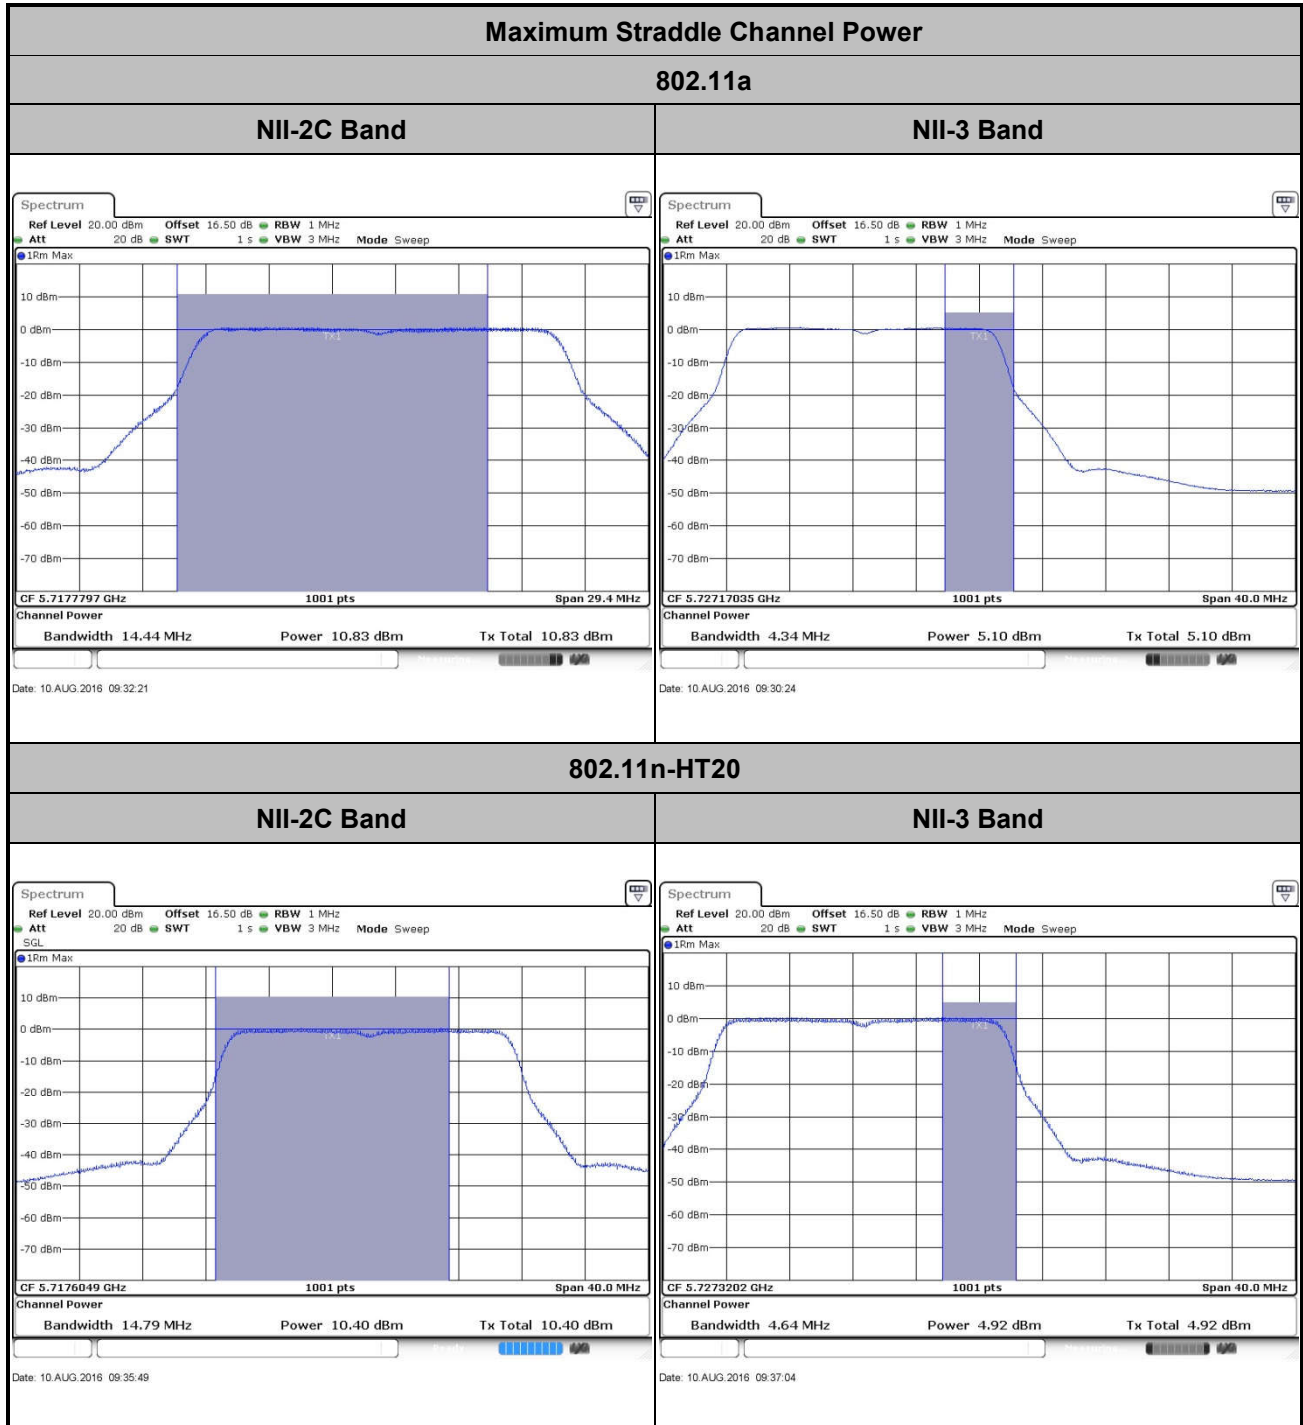 Maximum Straddle Channel Power
802.11a
NII-2C Band
NII-3 Band
Spectrum
Ref Level 20.00 dBm Offset 16.50 dB RBW 1 MHz
Att 20 dB SWT 1 s VBW 3 MHz Mode Sweep
1Rm Max
10 dBm
0 dBm
TX1
-10 dBm
-20 dBm
-30 dBm
-40 dBm
-50 dBm
-60 dBm
-70 dBm
CF 5.7177797 GHz 1001 pts Span 29.4 MHz
Channel Power
Bandwidth 14.44 MHz Power 10.83 dBm Tx Total 10.83 dBm
Measuring...
Date: 10.AUG.2016 09:32:21
Spectrum
Ref Level 20.00 dBm Offset 16.50 dB RBW 1 MHz
Att 20 dB SWT 1 s VBW 3 MHz Mode Sweep
1Rm Max
10 dBm
0 dBm
TX1
-10 dBm
-20 dBm
-30 dBm
-40 dBm
-50 dBm
-60 dBm
-70 dBm
CF 5.72717035 GHz 1001 pts Span 40.0 MHz
Channel Power
Bandwidth 4.34 MHz Power 5.10 dBm Tx Total 5.10 dBm
Measuring...
Date: 10.AUG.2016 09:30:24
802.11n-HT20
NII-2C Band
NII-3 Band
Spectrum
Ref Level 20.00 dBm Offset 16.50 dB RBW 1 MHz
Att 20 dB SWT 1 s VBW 3 MHz Mode Sweep
SGL
1Rm Max
10 dBm
0 dBm
TX1
-10 dBm
-20 dBm
-30 dBm
-40 dBm
-50 dBm
-60 dBm
-70 dBm
CF 5.7176049 GHz 1001 pts Span 40.0 MHz
Channel Power
Bandwidth 14.79 MHz Power 10.40 dBm Tx Total 10.40 dBm
Ready
Date: 10.AUG.2016 09:35:49
Spectrum
Ref Level 20.00 dBm Offset 16.50 dB RBW 1 MHz
Att 20 dB SWT 1 s VBW 3 MHz Mode Sweep
1Rm Max
10 dBm
0 dBm
TX1
-10 dBm
-20 dBm
-30 dBm
-40 dBm
-50 dBm
-60 dBm
-70 dBm
CF 5.7273202 GHz 1001 pts Span 40.0 MHz
Channel Power
Bandwidth 4.64 MHz Power 4.92 dBm Tx Total 4.92 dBm
Measuring...
Date: 10.AUG.2016 09:37:04